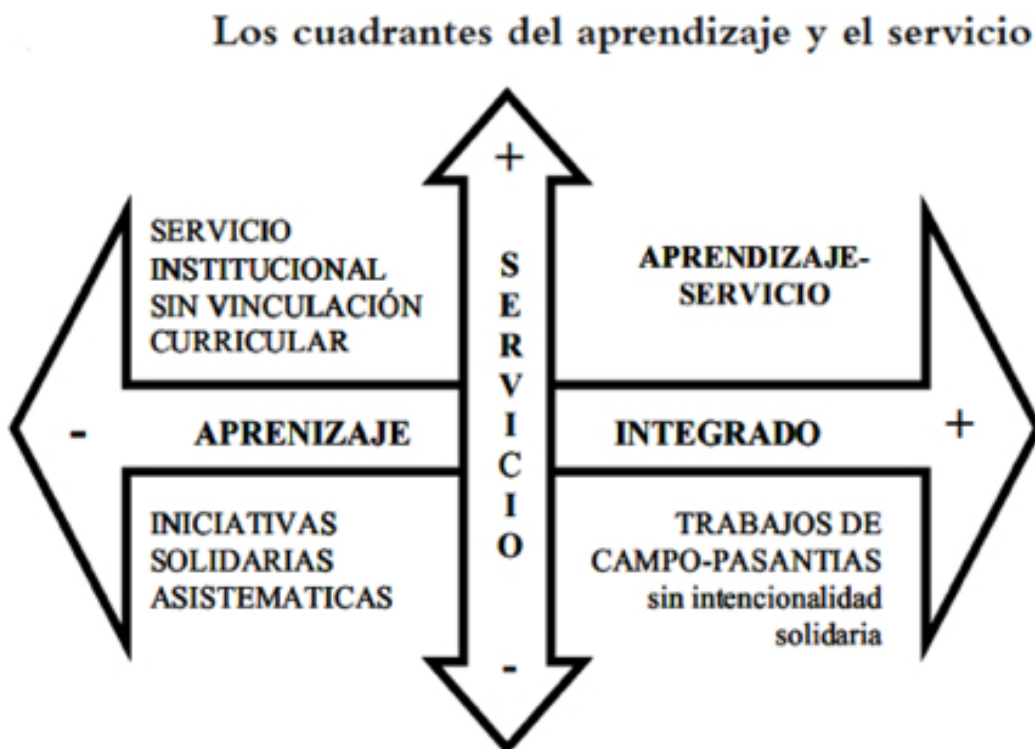 Los cuadrantes del aprendizaje y el servicio
+
SERVICIO
INSTITUCIONAL
SIN VINCULACIÓN
CURRICULAR
SERVICIO
APRENDIZAJE-
SERVICIO
-
APRENIZAJE
INTEGRADO
+
INICIATIVAS
SOLIDARIAS
ASISTEMATICAS
TRABAJOS DE
CAMPO-PASANTIAS
sin intencionalidad
solidaria
-